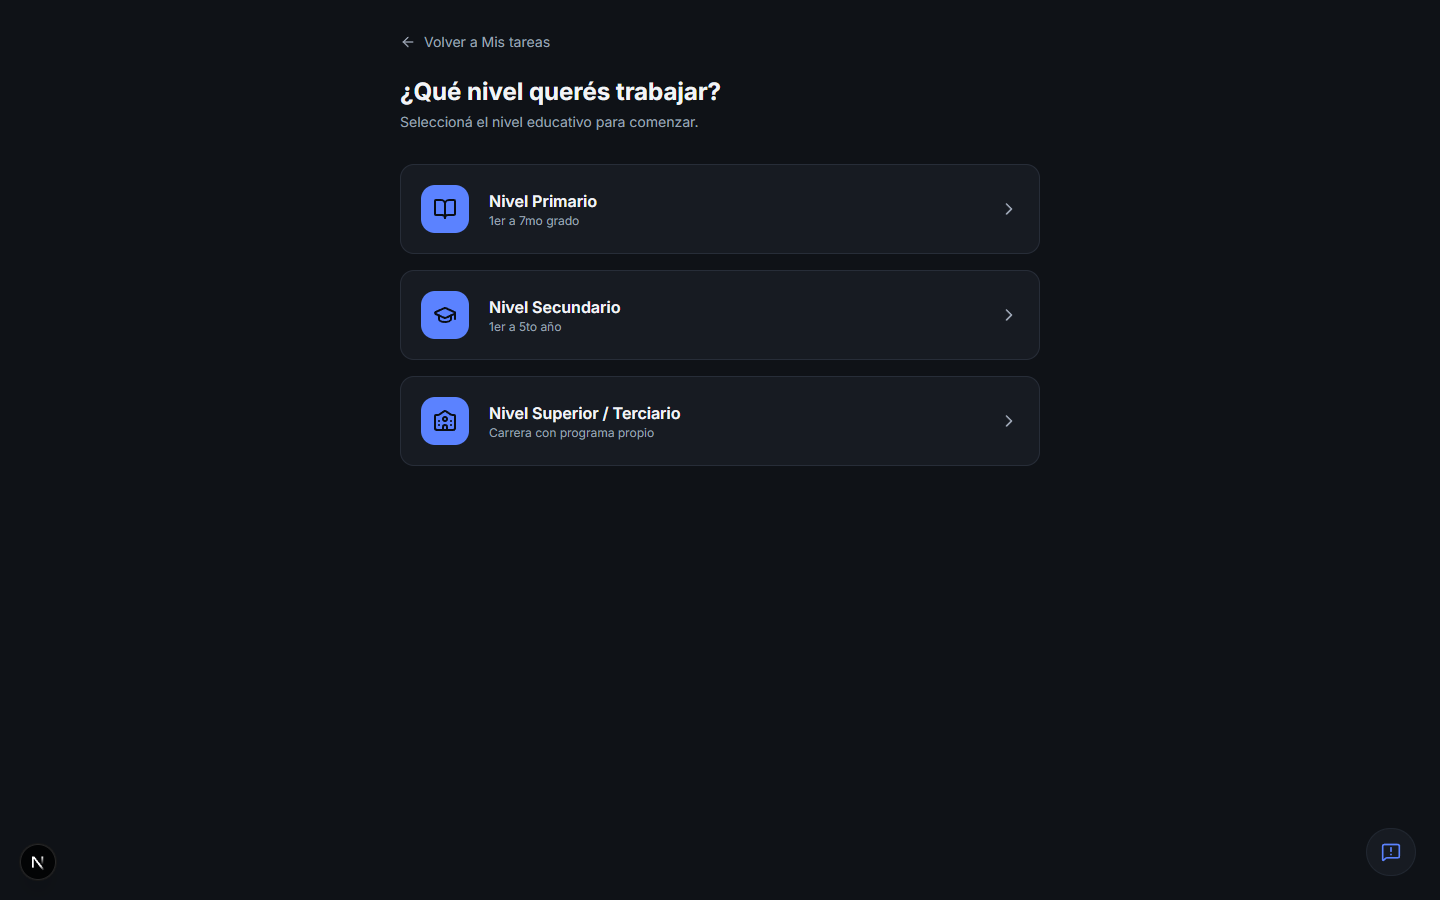 Volver a Mis tareas
¿Qué nivel querés trabajar?
Seleccioná el nivel educativo para comenzar.
Nivel Primario
1er a 7mo grado
Nivel Secundario
1er a 5to año
Nivel Superior / Terciario
Carrera con programa propio
N